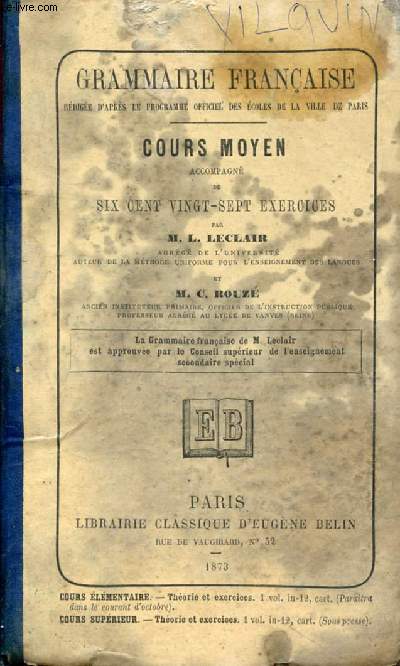 VILQUIN
GRAMMAIRE FRANÇAISE
RÉDIGÉE D'APRÈS LE PROGRAMME OFFICIEL DES ÉCOLES DE LA VILLE DE PARIS
COURS MOYEN
ACCOMPAGNÉ
DE
SIX CENT VINGT-SEPT EXERCICES
PAR
M. L. LECLAIR
AGRÉGÉ DE L'UNIVERSITÉ
AUTEUR DE LA MÉTHODE UNIFORME POUR L'ENSEIGNEMENT DES LANGUES
ET
M. C. ROUZÉ
ANCIEN INSTITUTEUR PRIMAIRE, OFFICIER DE L'INSTRUCTION PUBLIQUE
PROFESSEUR AGRÉGÉ AU LYCÉE DE VANVES (SEINE)
La Grammaire française de M. Leclair
est approuvée par le Conseil supérieur de l'enseignement
secondaire spécial
EB
PARIS
LIBRAIRIE CLASSIQUE D'EUGÈNE BELIN
RUE DE VAUGIRARD, N° 52
1873
COURS ÉLÉMENTAIRE. — Théorie et exercices. 1 vol. in-12, cart. (Paraîtra
dans le courant d'octobre).
COURS SUPÉRIEUR. — Théorie et exercices. 1 vol. in-12, cart. (Sous presse).